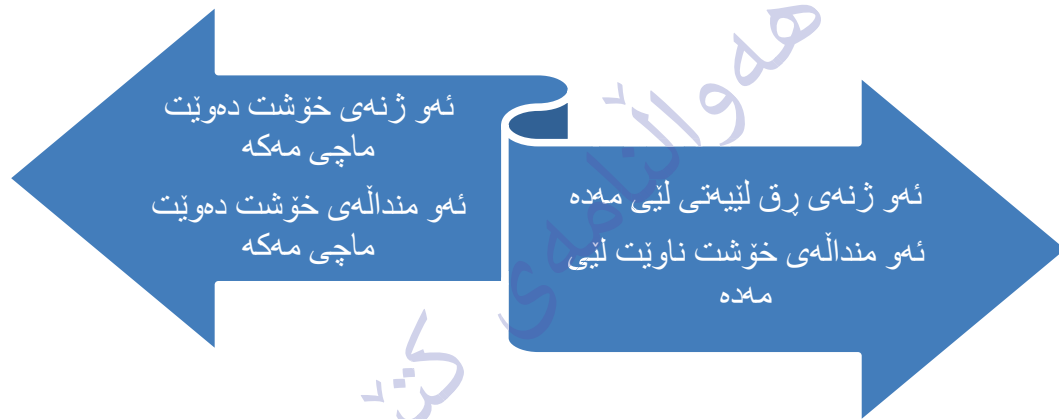 ئەو ژنەی خۆشت دەوێت
ماچی مەکە
ئەو منداڵەی خۆشت دەوێت
ماچی مەکە
ئەو ژنەی ڕق لێیەتی لێی مەدە
ئەو منداڵەی خۆشت ناوێت لێی
مەدە
هەواڵنامەی